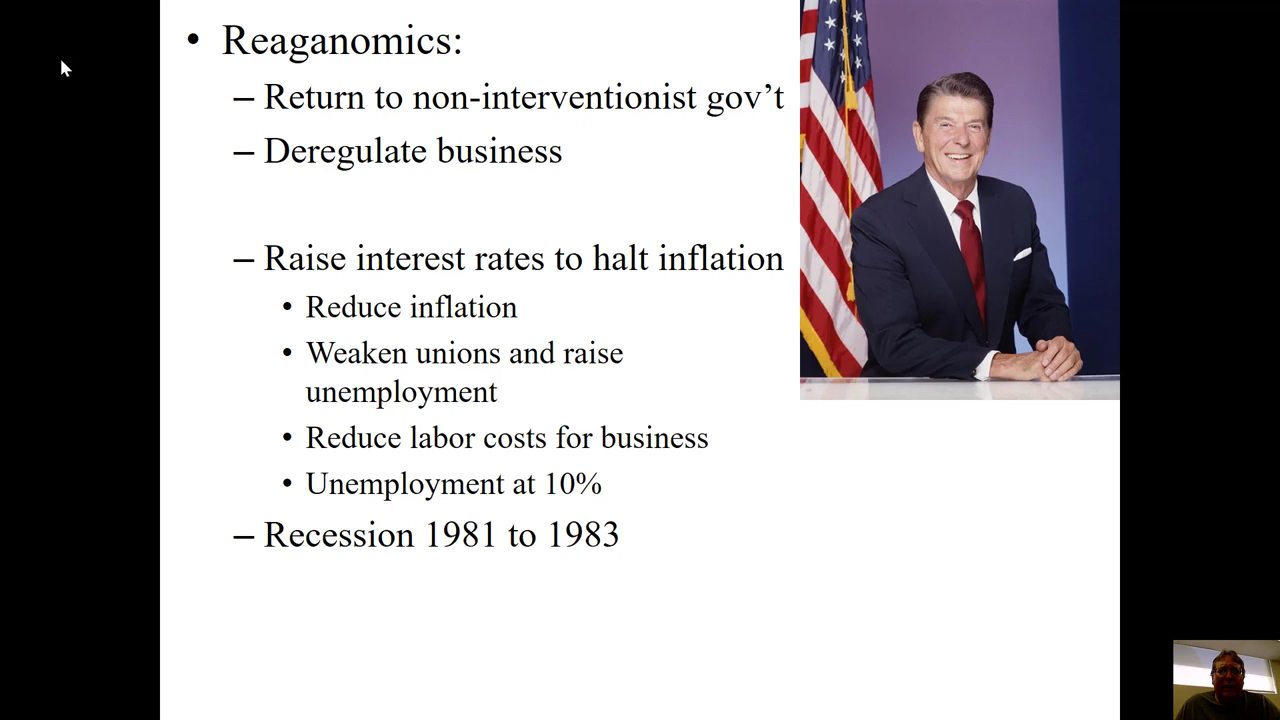 • Reaganomics:
– Return to non-interventionist gov’t
– Deregulate business
– Raise interest rates to halt inflation
• Reduce inflation
• Weaken unions and raise
unemployment
• Reduce labor costs for business
• Unemployment at 10%
– Recession 1981 to 1983